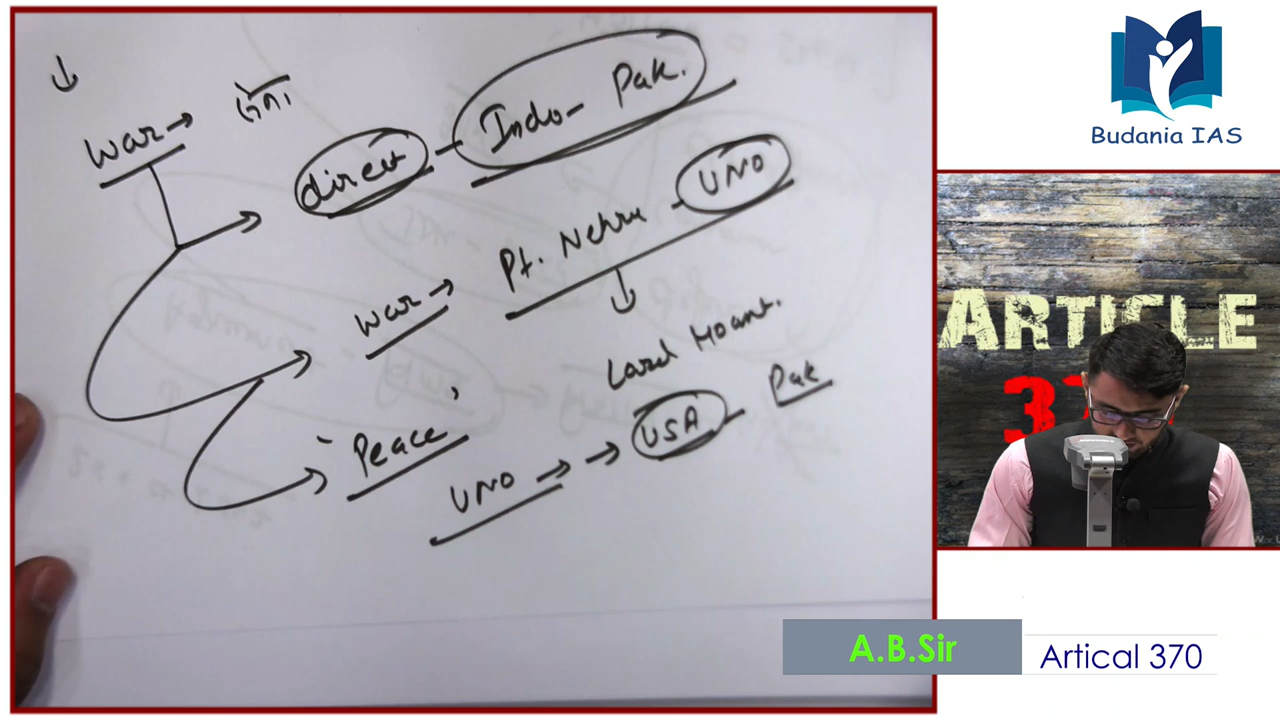 War →
direct - Indo- Pak.
War → Pt. Nehru - UNO
Lord Mount.
'Peace'
UNO → → USA - Pak
Budania IAS
ARTICLE
37
A.B.Sir
Artical 370